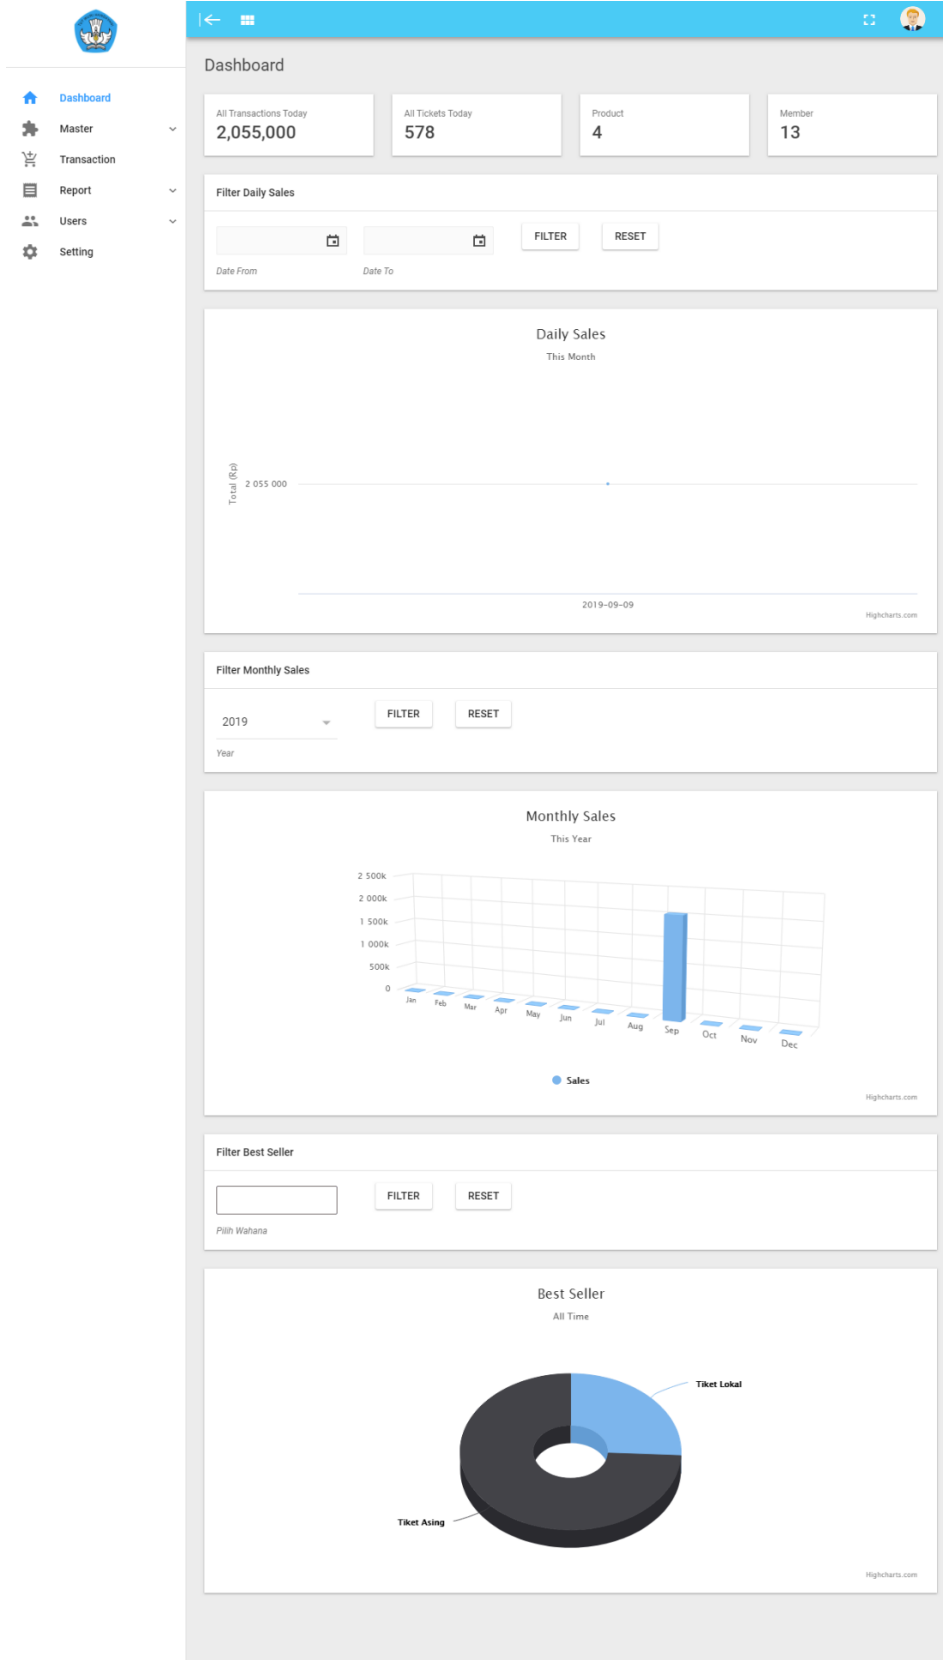 Dashboard
Master
Transaction
Report
Users
Setting
Dashboard
All Transactions Today
2,055,000
All Tickets Today
578
Product
4
Member
13
Filter Daily Sales
FILTER
RESET
Date From
Date To
Daily Sales
This Month
Total (Rp)
2 055 000
2019-09-09
Highcharts.com
Filter Monthly Sales
2019
FILTER
RESET
Year
Monthly Sales
This Year
2 500k
2 000k
1 500k
1 000k
500k
0
Jan
Feb
Mar
Apr
May
Jun
Jul
Aug
Sep
Oct
Nov
Dec
Sales
Highcharts.com
Filter Best Seller
FILTER
RESET
Pilih Wahana
Best Seller
All Time
Tiket Lokal
Tiket Asing
Highcharts.com